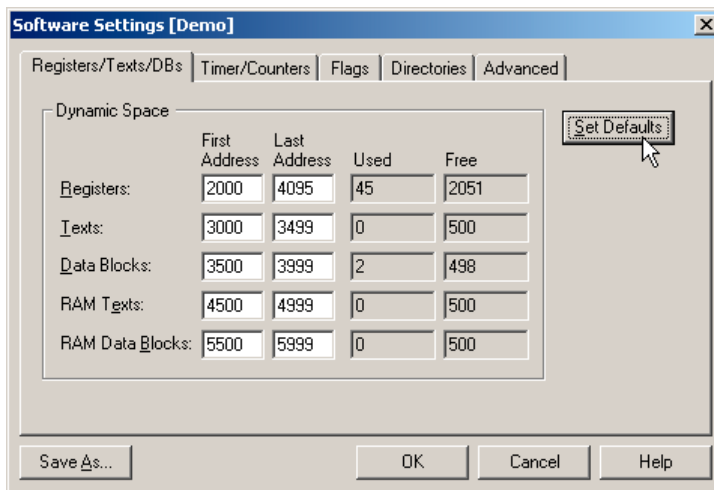 Software Settings [Demo]
Registers/Texts/DBs Timer/Counters Flags Directories Advanced
Dynamic Space
Set Defaults
First Address Last Address Used Free
Registers: 2000 4095 45 2051
Texts: 3000 3499 0 500
Data Blocks: 3500 3999 2 498
RAM Texts: 4500 4999 0 500
RAM Data Blocks: 5500 5999 0 500
Save As... OK Cancel Help